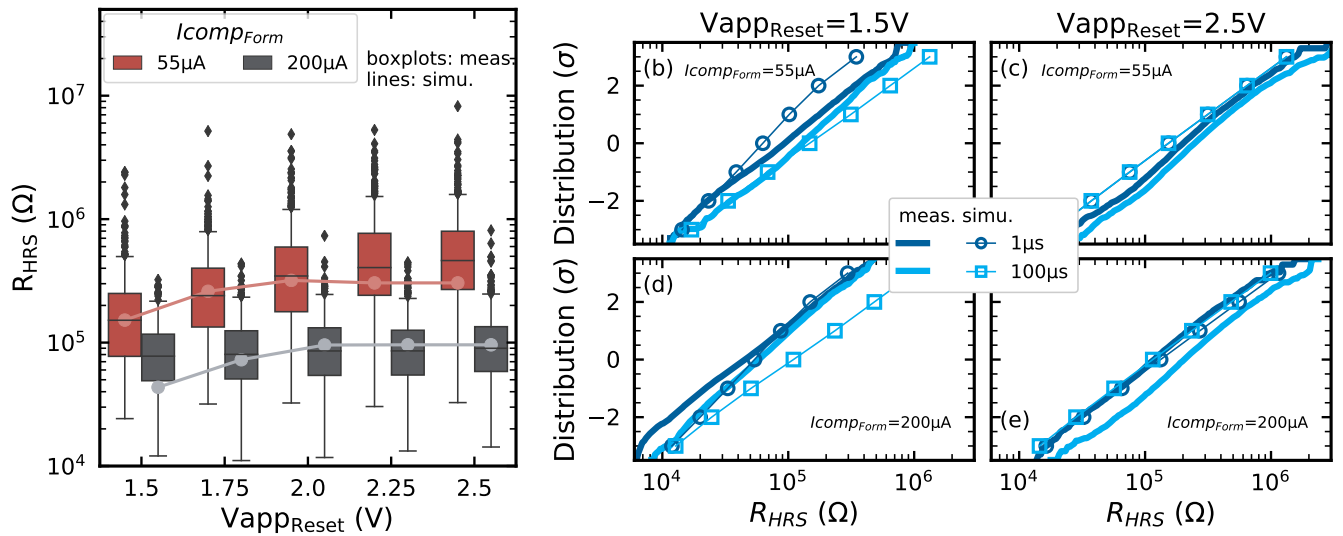 Icomp_Form
55μA
200μA
boxplots: meas.
lines: simu.
R_HRS (Ω)
10^7
10^6
10^5
10^4
1.5
1.75
2.0
2.25
2.5
Vapp_Reset (V)
Vapp_Reset=1.5V
Vapp_Reset=2.5V
Distribution (σ)
2
0
−2
(b)
Icomp_Form=55μA
(c)
Icomp_Form=55μA
meas. simu.
1μs
100μs
Distribution (σ)
2
0
−2
(d)
Icomp_Form=200μA
(e)
Icomp_Form=200μA
10^4
10^5
10^6
R_HRS (Ω)
10^4
10^5
10^6
R_HRS (Ω)